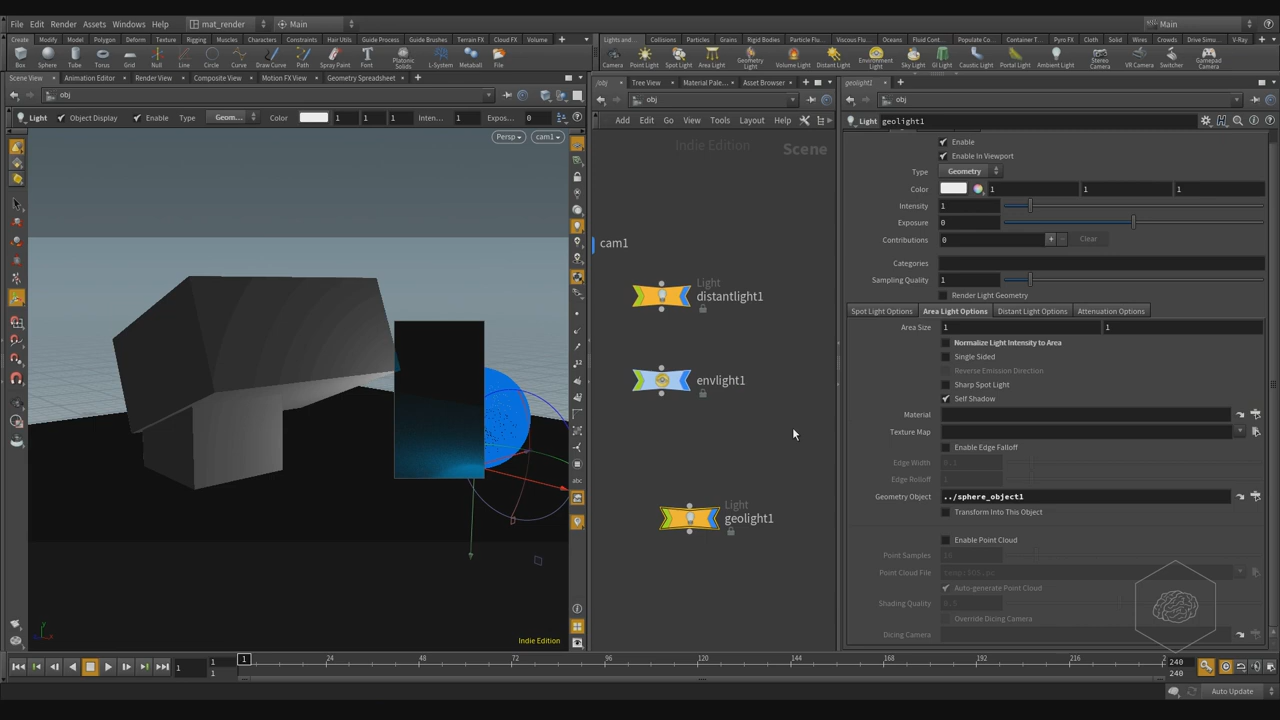 File Edit Render Assets Windows Help mat_render Main Main
Create Modify Model Polygon Deform Texture Rigging Muscles Characters Constraints Hair Utils Guide Process Guide Brushes Terrain FX Cloud FX Volume
Box Sphere Tube Torus Grid Null Line Circle Curve Draw Curve Path Spray Paint Font Platonic Solids L-System Metaball File
Lights and... Collisions Particles Grains Rigid Bodies Particle Flu... Viscous Flu... Oceans Fluid Cont... Populate Co... Container T... Pyro FX Cloth Solid Wires Crowds Drive Simu... V-Ray
Camera Point Light Spot Light Area Light Geometry Light Volume Light Distant Light Environment Light Sky Light GI Light Caustic Light Portal Light Ambient Light Stereo Camera VR Camera Switcher Gamepad Camera
Scene View Animation Editor Render View Composite View Motion FX View Geometry Spreadsheet
obj
Light Object Display Enable Type Geom... Color 1 1 1 Inten... 1 Expos... 0
Persp cam1
abc
Indie Edition
/obj Tree View Material Pale... Asset Browser
obj
Add Edit Go View Tools Layout Help
Indie Edition Scene
cam1
Light
distantlight1
envlight1
Light
geolight1
geolight1
obj
Light geolight1
Enable
Enable In Viewport
Type Geometry
Color 1 1 1
Intensity 1
Exposure 0
Contributions 0 + - Clear
Categories
Sampling Quality 1
Render Light Geometry
Spot Light Options Area Light Options Distant Light Options Attenuation Options
Area Size 1 1
Normalize Light Intensity to Area
Single Sided
Reverse Emission Direction
Sharp Spot Light
Self Shadow
Material
Texture Map
Enable Edge Falloff
Edge Width 0.1
Edge Rolloff 1
Geometry Object ../sphere_object1
Transform Into This Object
Enable Point Cloud
Point Samples
Point Cloud File
Auto-generate Point Cloud
Shading Quality 0.5
Override Dicing Camera
Dicing Camera
1 1 1 1 24 48 72 96 120 144 168 192 216 240
240
Auto Update